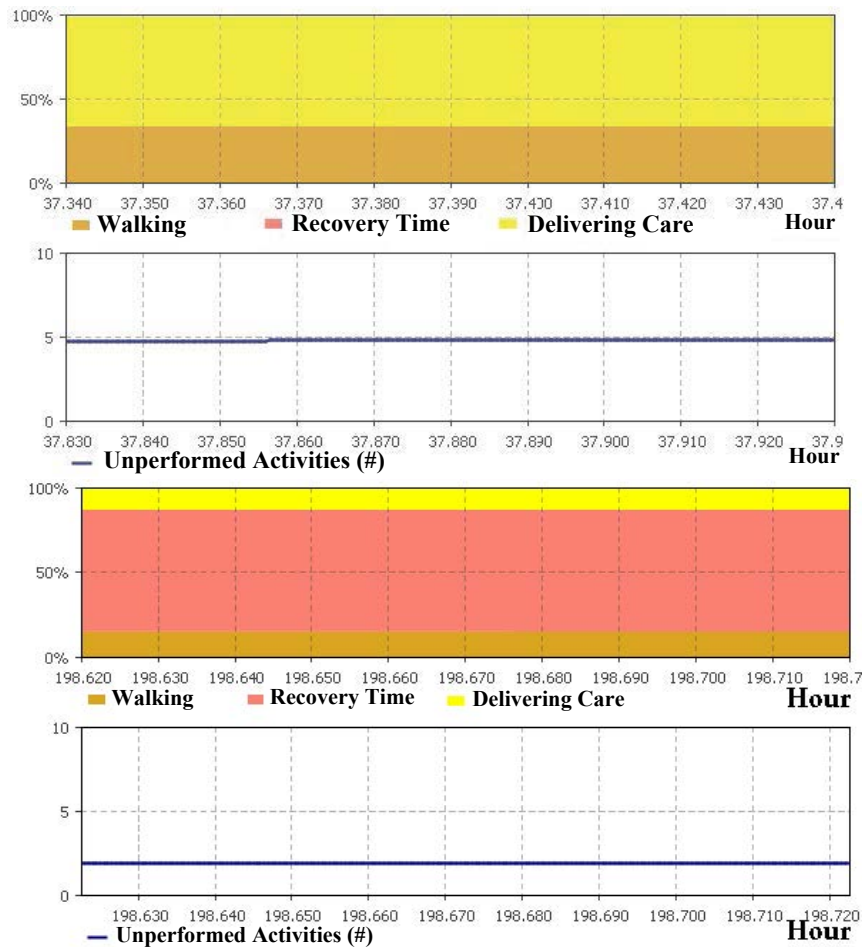 100%
50%
0%
37.340 37.350 37.360 37.370 37.380 37.390 37.400 37.410 37.420 37.430 37.4
Walking Recovery Time Delivering Care Hour
10
5
0
37.830 37.840 37.850 37.860 37.870 37.880 37.890 37.900 37.910 37.920 37.9
Unperformed Activities (#) Hour
100%
50%
0%
198.620 198.630 198.640 198.650 198.660 198.670 198.680 198.690 198.700 198.710 198.7
Walking Recovery Time Delivering Care Hour
10
5
0
198.630 198.640 198.650 198.660 198.670 198.680 198.690 198.700 198.710 198.720
Unperformed Activities (#) Hour